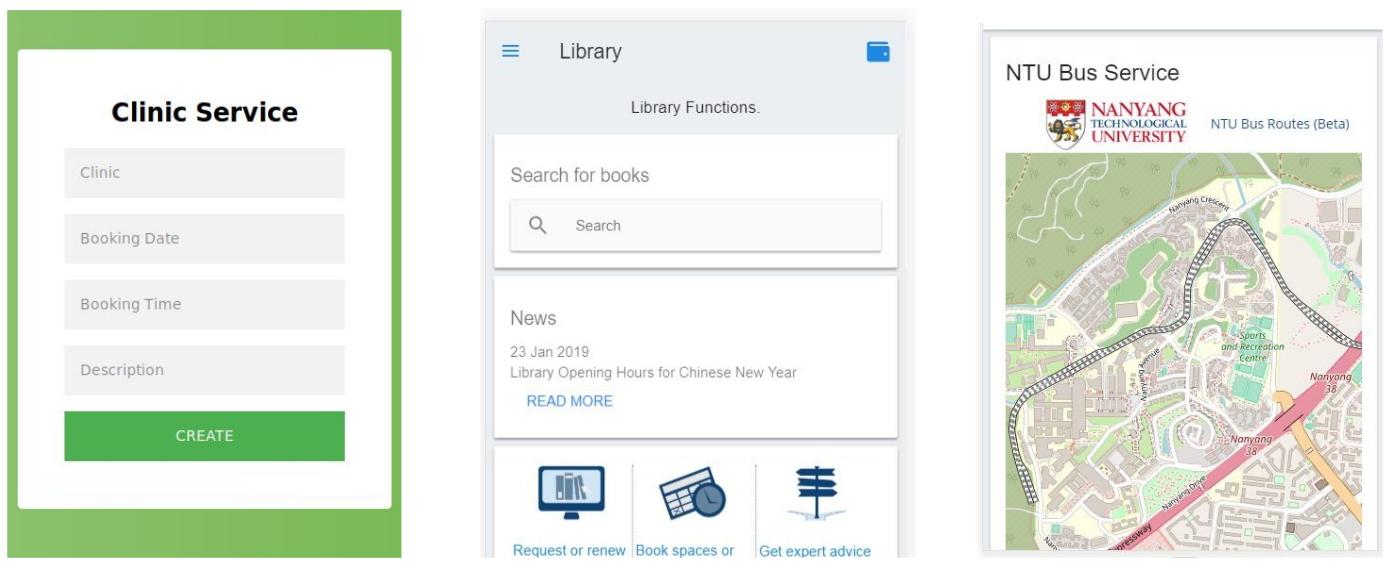 Clinic Service
Clinic
Booking Date
Booking Time
Description
CREATE
Library
Library Functions.
Search for books
Search
News
23 Jan 2019
Library Opening Hours for Chinese New Year
READ MORE
Request or renew
Book spaces or
Get expert advice
NTU Bus Service
NANYANG
TECHNOLOGICAL
UNIVERSITY
NTU Bus Routes (Beta)
Nanyang Crescent
Sports
and Recreation
Centre
Nanyang Avenue
Nanyang
38
Nanyang
38
Nanyang Drive